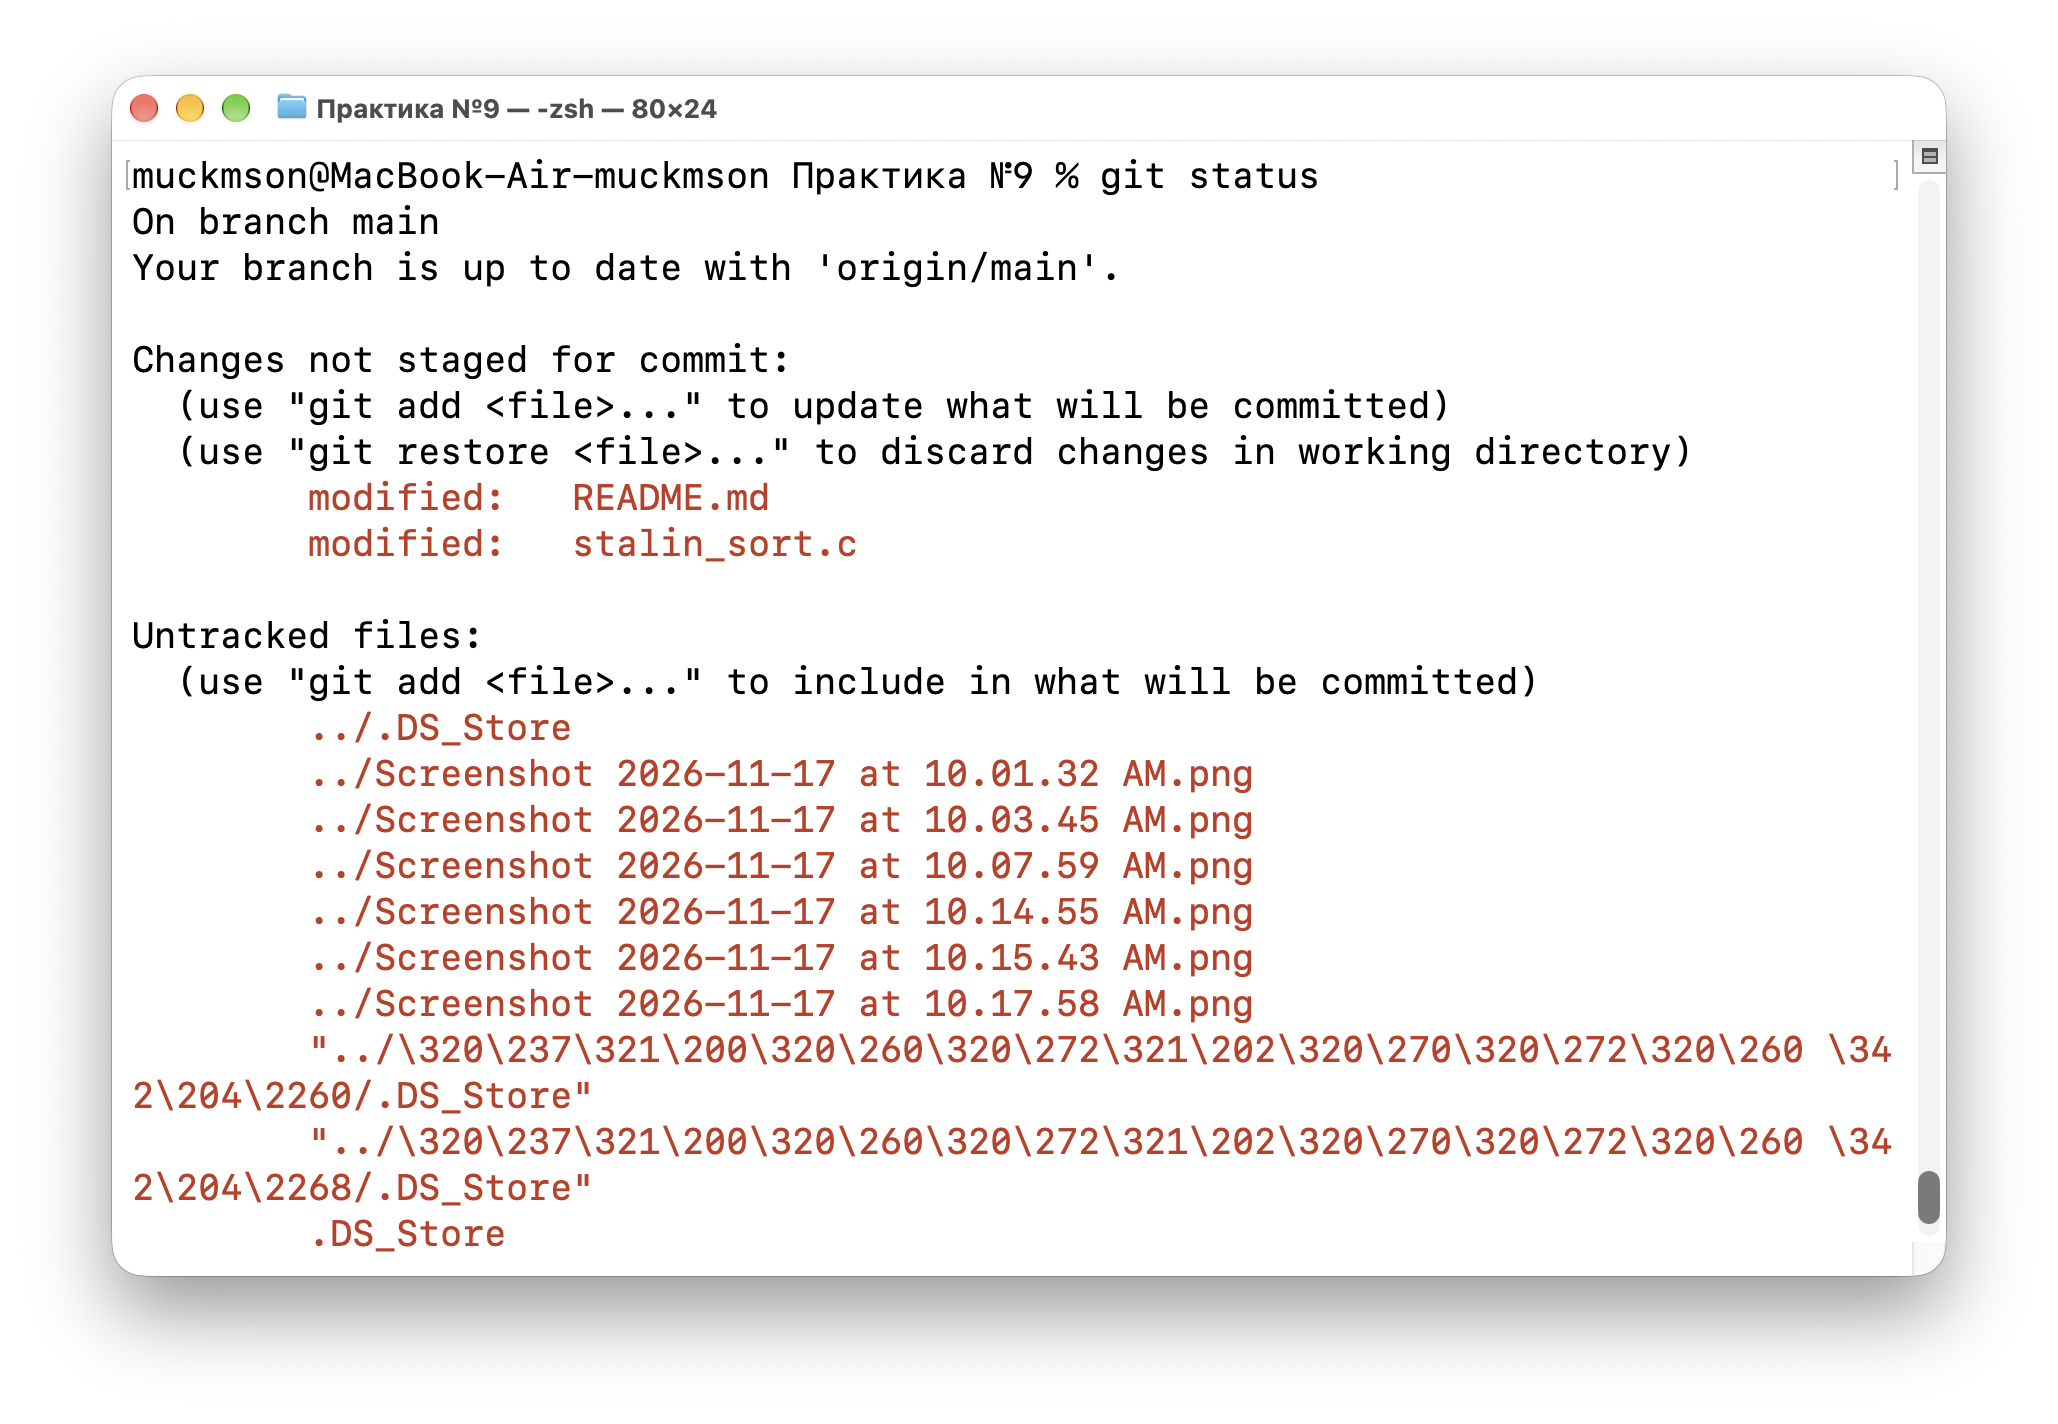 Практика №9 — -zsh — 80×24
muckmson@MacBook-Air-muckmson Практика №9 % git status
On branch main
Your branch is up to date with 'origin/main'.
Changes not staged for commit:
  (use "git add <file>..." to update what will be committed)
  (use "git restore <file>..." to discard changes in working directory)
        modified:   README.md
        modified:   stalin_sort.c
Untracked files:
  (use "git add <file>..." to include in what will be committed)
        ../.DS_Store
        ../Screenshot 2026-11-17 at 10.01.32 AM.png
        ../Screenshot 2026-11-17 at 10.03.45 AM.png
        ../Screenshot 2026-11-17 at 10.07.59 AM.png
        ../Screenshot 2026-11-17 at 10.14.55 AM.png
        ../Screenshot 2026-11-17 at 10.15.43 AM.png
        ../Screenshot 2026-11-17 at 10.17.58 AM.png
        "../\320\237\321\200\320\260\320\272\321\202\320\270\320\272\320\260 \34
2\204\2260/.DS_Store"
        "../\320\237\321\200\320\260\320\272\321\202\320\270\320\272\320\260 \34
2\204\2268/.DS_Store"
        .DS_Store